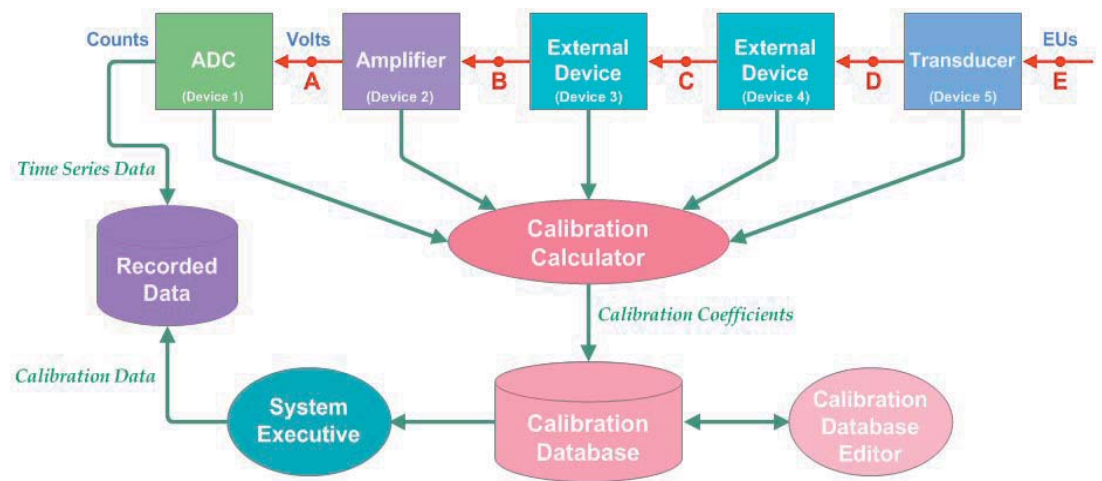 Counts
ADC
(Device 1)
Volts
A
Amplifier
(Device 2)
B
External
Device
(Device 3)
C
External
Device
(Device 4)
D
Transducer
(Device 5)
EUs
E
Time Series Data
Calibration
Calculator
Recorded
Data
Calibration Coefficients
Calibration Data
System
Executive
Calibration
Database
Calibration
Database
Editor